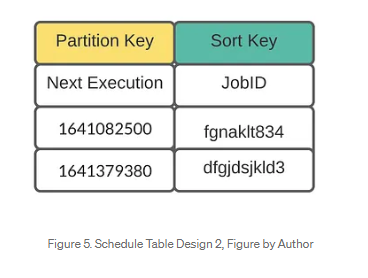 Partition Key Sort Key
Next Execution JobID
1641082500 fgnaklt834
1641379380 dfgjdsjkld3
Figure 5. Schedule Table Design 2, Figure by Author